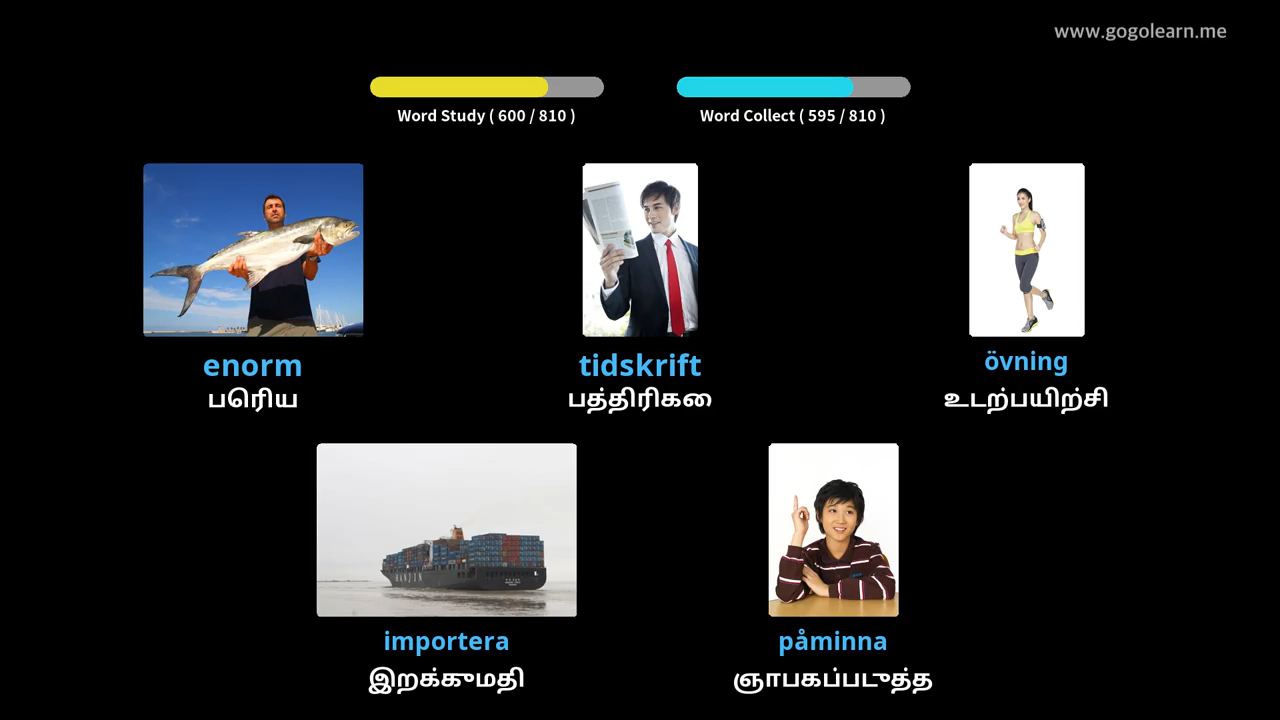 www.gogolearn.me
Word Study ( 600 / 810 )
Word Collect ( 595 / 810 )
enorm
பெரிய
tidskrift
பத்திரிகை
övning
உடற்பயிற்சி
importera
இறக்குமதி
påminna
ஞாபகப்படுத்த